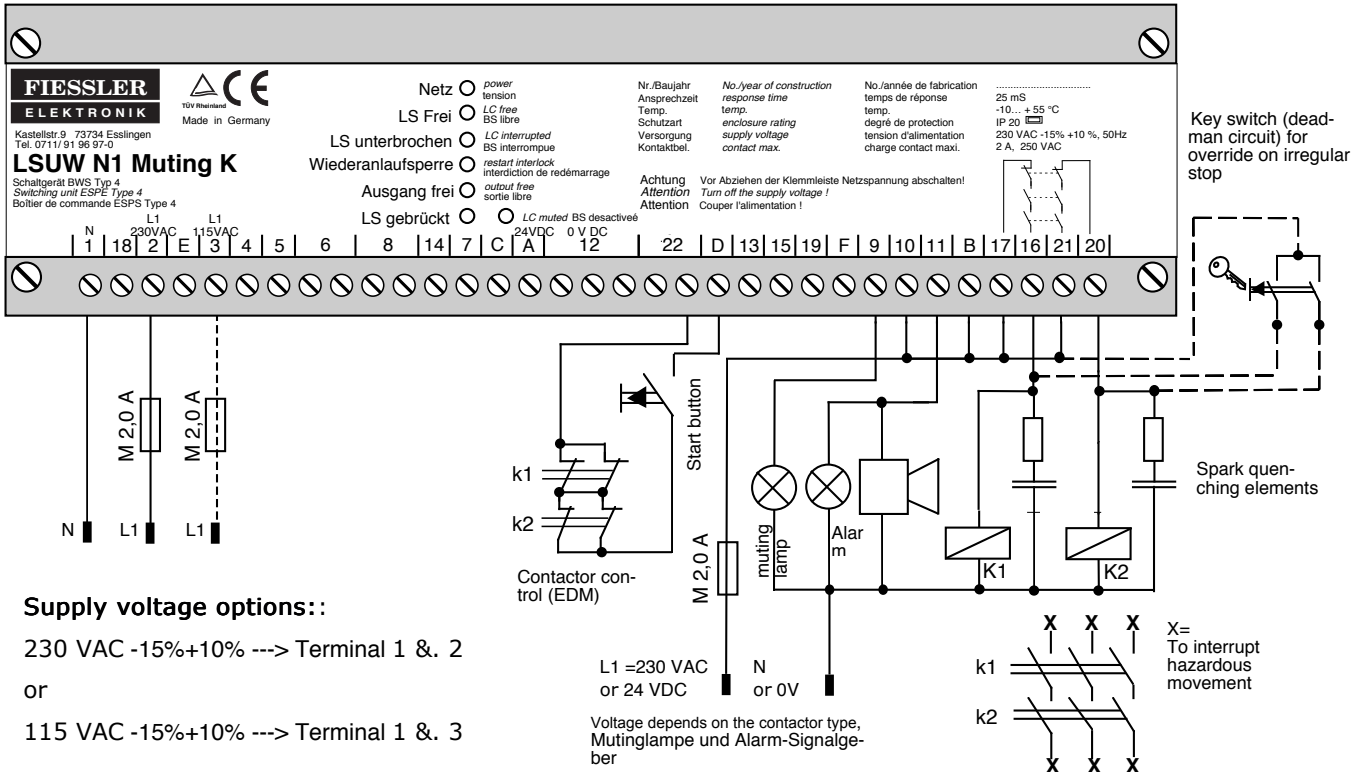 FIESSLER
ELEKTRONIK
TÜV Rheinland
CE
Made in Germany
Kastellstr.9 73734 Esslingen
Tel. 0711/ 91 96 97-0
LSUW N1 Muting K
Schaltgerät BWS Typ 4
Switching unit ESPE Type 4
Boîtier de commande ESPS Type 4
Netz power
tension
LS Frei LC free
BS libre
LS unterbrochen LC interrupted
BS interrompue
Wiederanlaufsperre restart interlock
interdiction de redémarrage
Ausgang frei output free
sortie libre
LS gebrückt LC muted BS desactiveé
Nr./Baujahr No./year of construction No./année de fabrication ..................................
Ansprechzeit response time temps de réponse 25 mS
Temp. temp. temp. -10... + 55 °C
Schutzart enclosure rating degré de protection IP 20
Versorgung supply voltage tension d'alimentation 230 VAC -15% +10 %, 50Hz
Kontaktbel. contact max. charge contact maxi. 2 A, 250 VAC
Achtung Vor Abziehen der Klemmleiste Netzspannung abschalten!
Attention Turn off the supply voltage !
Attention Couper l'alimentation !
N L1 L1
230VAC 115VAC 24VDC 0 V DC
1 18 2 E 3 4 5 6 8 14 7 C A 12 22 D 13 15 19 F 9 10 11 B 17 16 21 20
Key switch (dead-
man circuit) for
override on irregular
stop
M 2,0 A
M 2,0 A
N L1 L1
k1
k2
Start button
Contactor con-
trol (EDM)
M 2,0 A
muting
lamp
Alar
m
K1
K2
Spark quen-
ching elements
L1 =230 VAC
or 24 VDC
N
or 0V
Voltage depends on the contactor type,
Mutinglampe und Alarm-Signalge-
ber
X X X
k1
k2
X X X
X=
To interrupt
hazardous
movement
Supply voltage options::
230 VAC -15%+10% ---> Terminal 1 &. 2
or
115 VAC -15%+10% ---> Terminal 1 &. 3